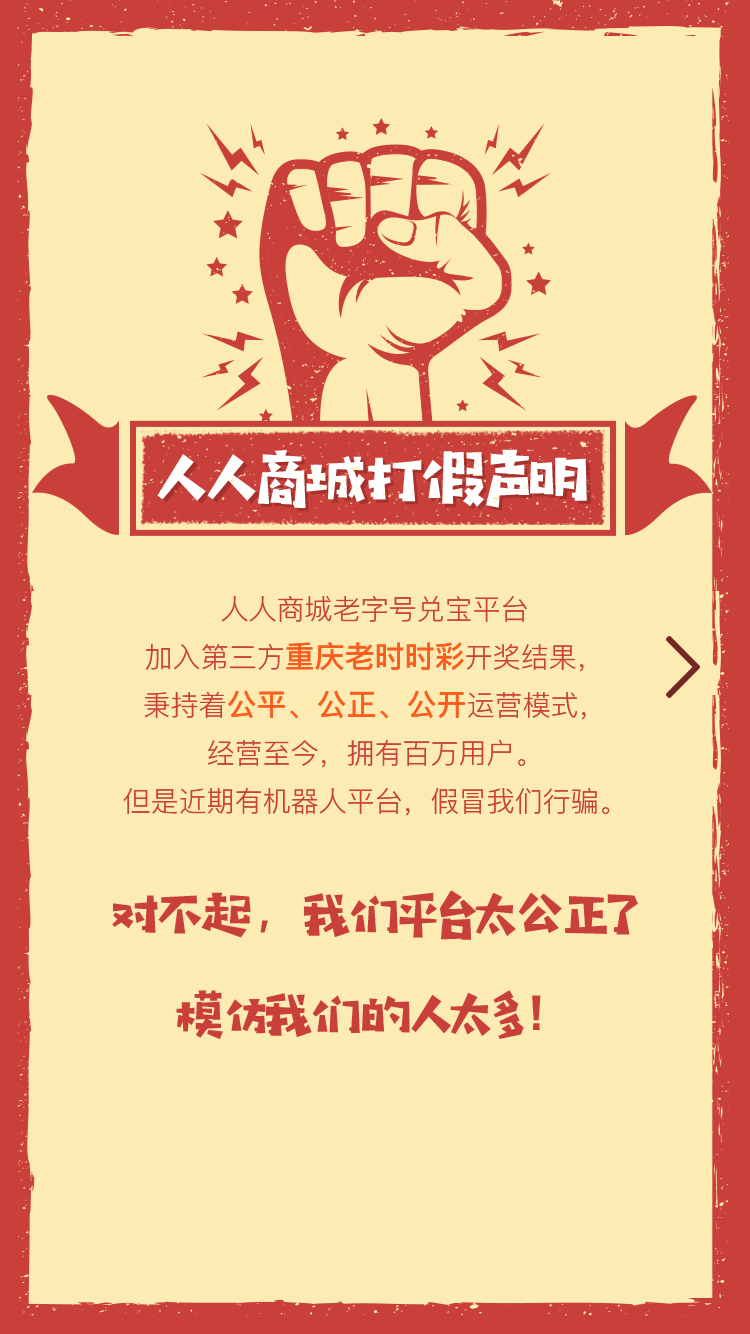 人人商城打假声明
人人商城老字号兑宝平台
加入第三方重庆老时时彩开奖结果，
秉持着公平、公正、公开运营模式，
经营至今，拥有百万用户。
但是近期有机器人平台，假冒我们行骗。
对不起，我们平台太公正了
模仿我们的人太多！